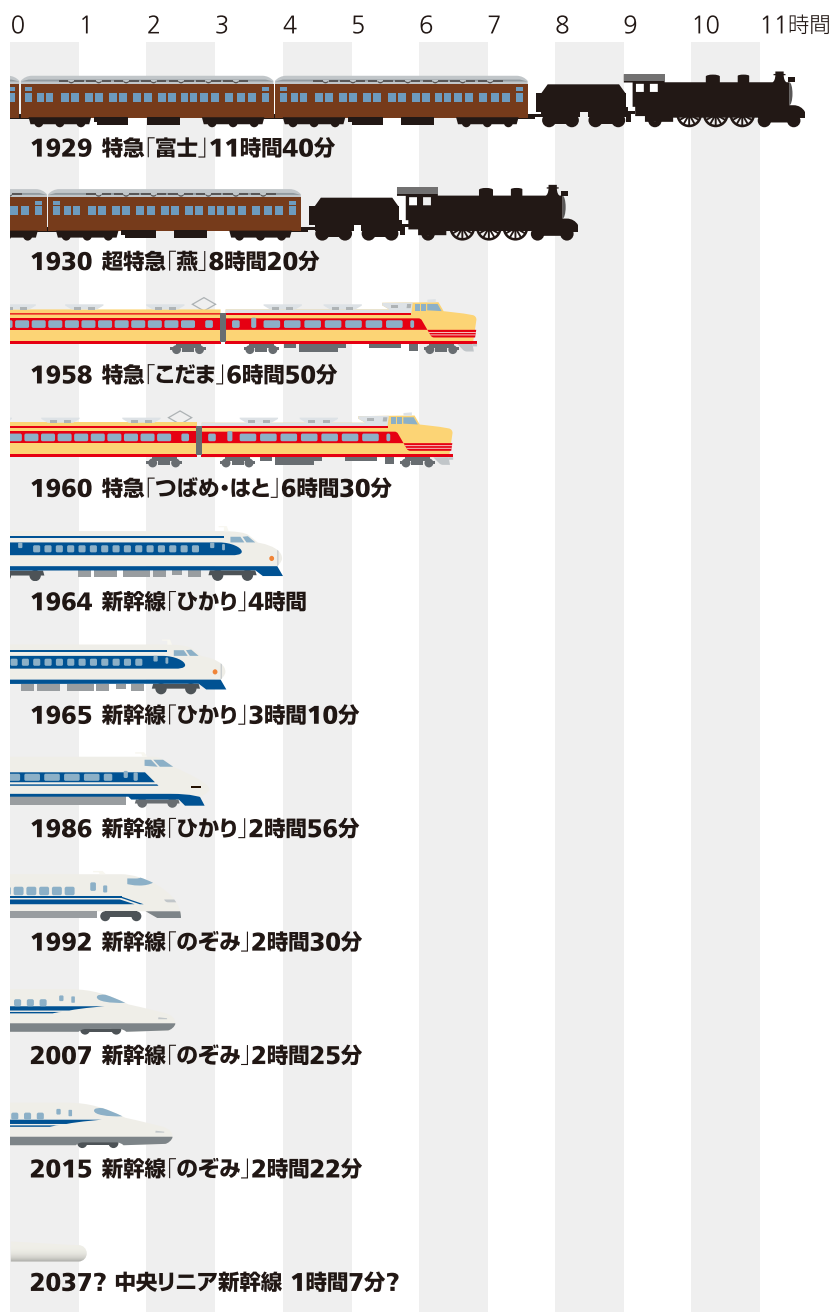 0 1 2 3 4 5 6 7 8 9 10 11時間
1929 特急「富士」11時間40分
1930 超特急「燕」8時間20分
1958 特急「こだま」6時間50分
1960 特急「つばめ・はと」6時間30分
1964 新幹線「ひかり」4時間
1965 新幹線「ひかり」3時間10分
1986 新幹線「ひかり」2時間56分
1992 新幹線「のぞみ」2時間30分
2007 新幹線「のぞみ」2時間25分
2015 新幹線「のぞみ」2時間22分
2037? 中央リニア新幹線 1時間7分?